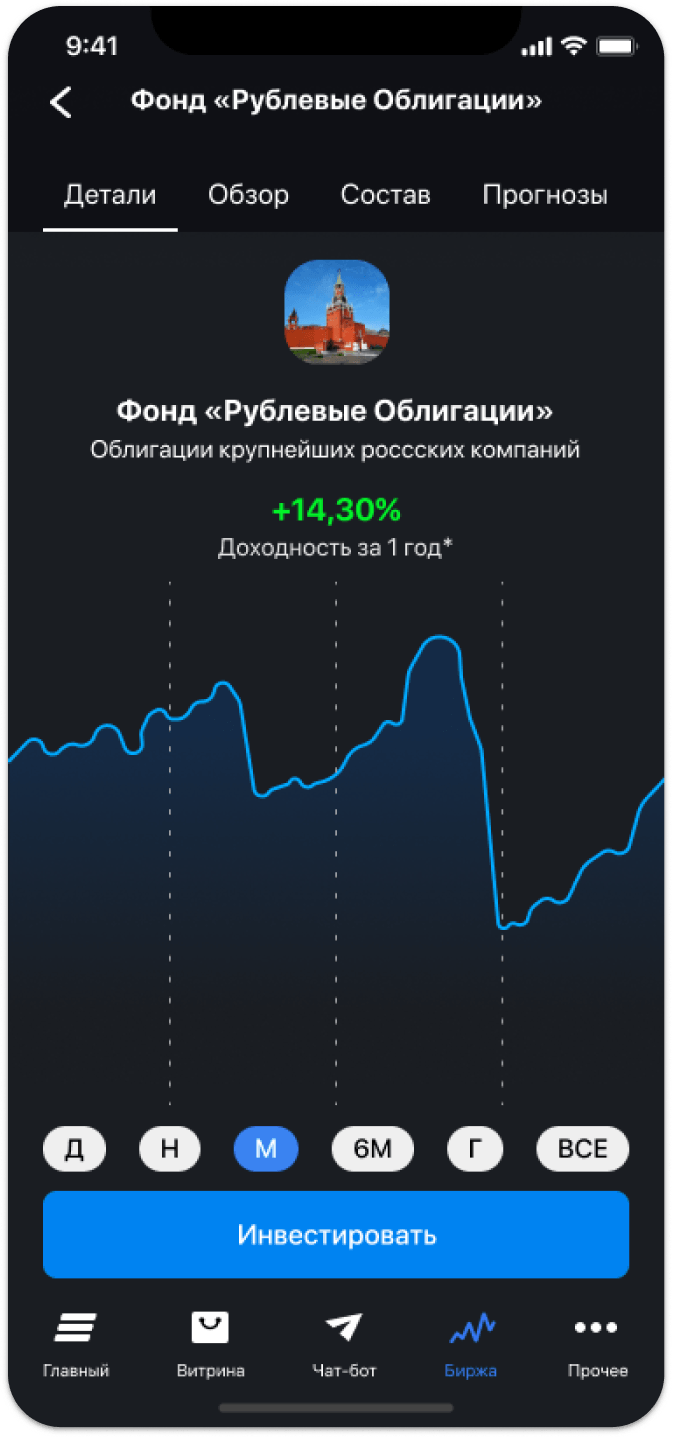 9:41
Фонд «Рублевые Облигации»
Детали Обзор Состав Прогнозы
Фонд «Рублевые Облигации»
Облигации крупнейших россских компаний
+14,30%
Доходность за 1 год*
Д Н М 6М Г ВСЕ
Инвестировать
Главный Витрина Чат-бот Биржа Прочее